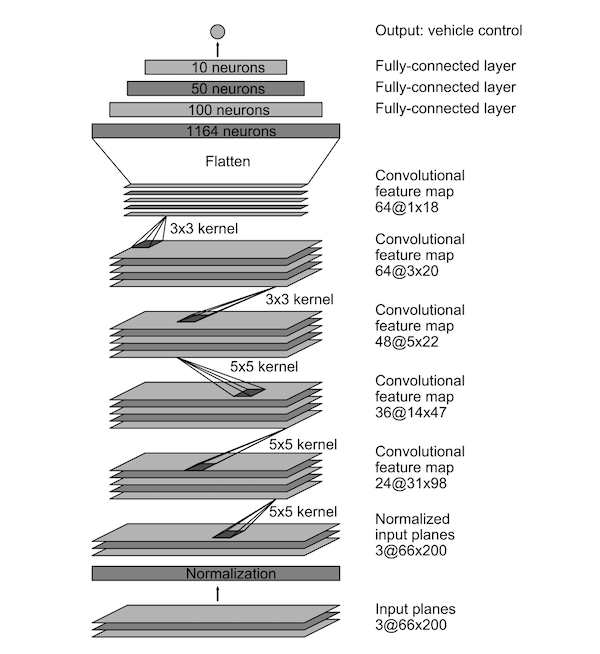 Output: vehicle control
10 neurons
Fully-connected layer
50 neurons
Fully-connected layer
100 neurons
Fully-connected layer
1164 neurons
Flatten
Convolutional
feature map
64@1x18
3x3 kernel
Convolutional
feature map
64@3x20
3x3 kernel
Convolutional
feature map
48@5x22
5x5 kernel
Convolutional
feature map
36@14x47
5x5 kernel
Convolutional
feature map
24@31x98
5x5 kernel
Normalized
input planes
3@66x200
Normalization
Input planes
3@66x200